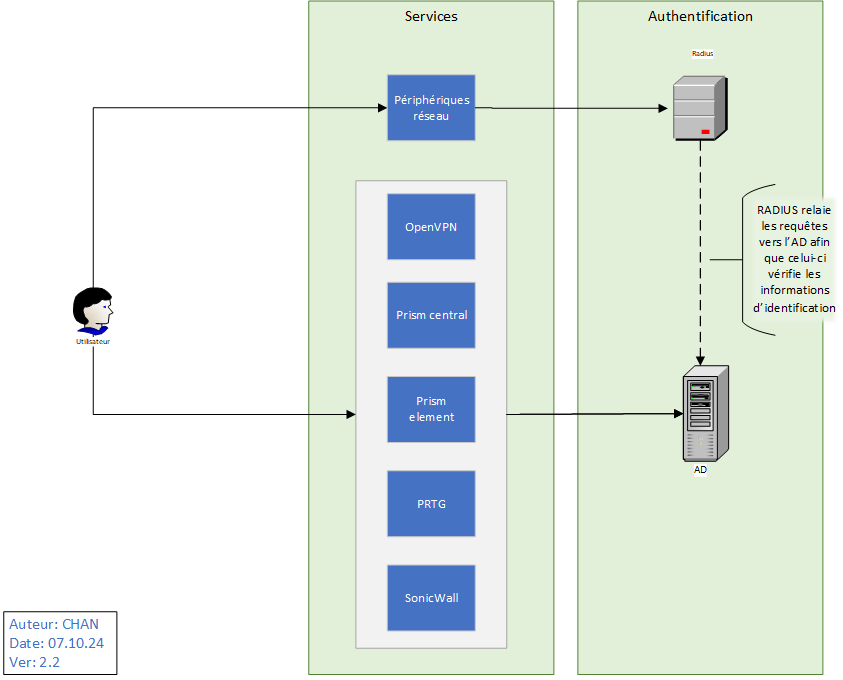 Services
Authentification
Radius
Périphériques
réseau
RADIUS relaie
les requêtes
vers l'AD afin
que celui-ci
vérifie les
informations
d'identification
OpenVPN
Prism central
Utilisateur
Prism
element
AD
PRTG
SonicWall
Auteur: CHAN
Date: 07.10.24
Ver: 2.2